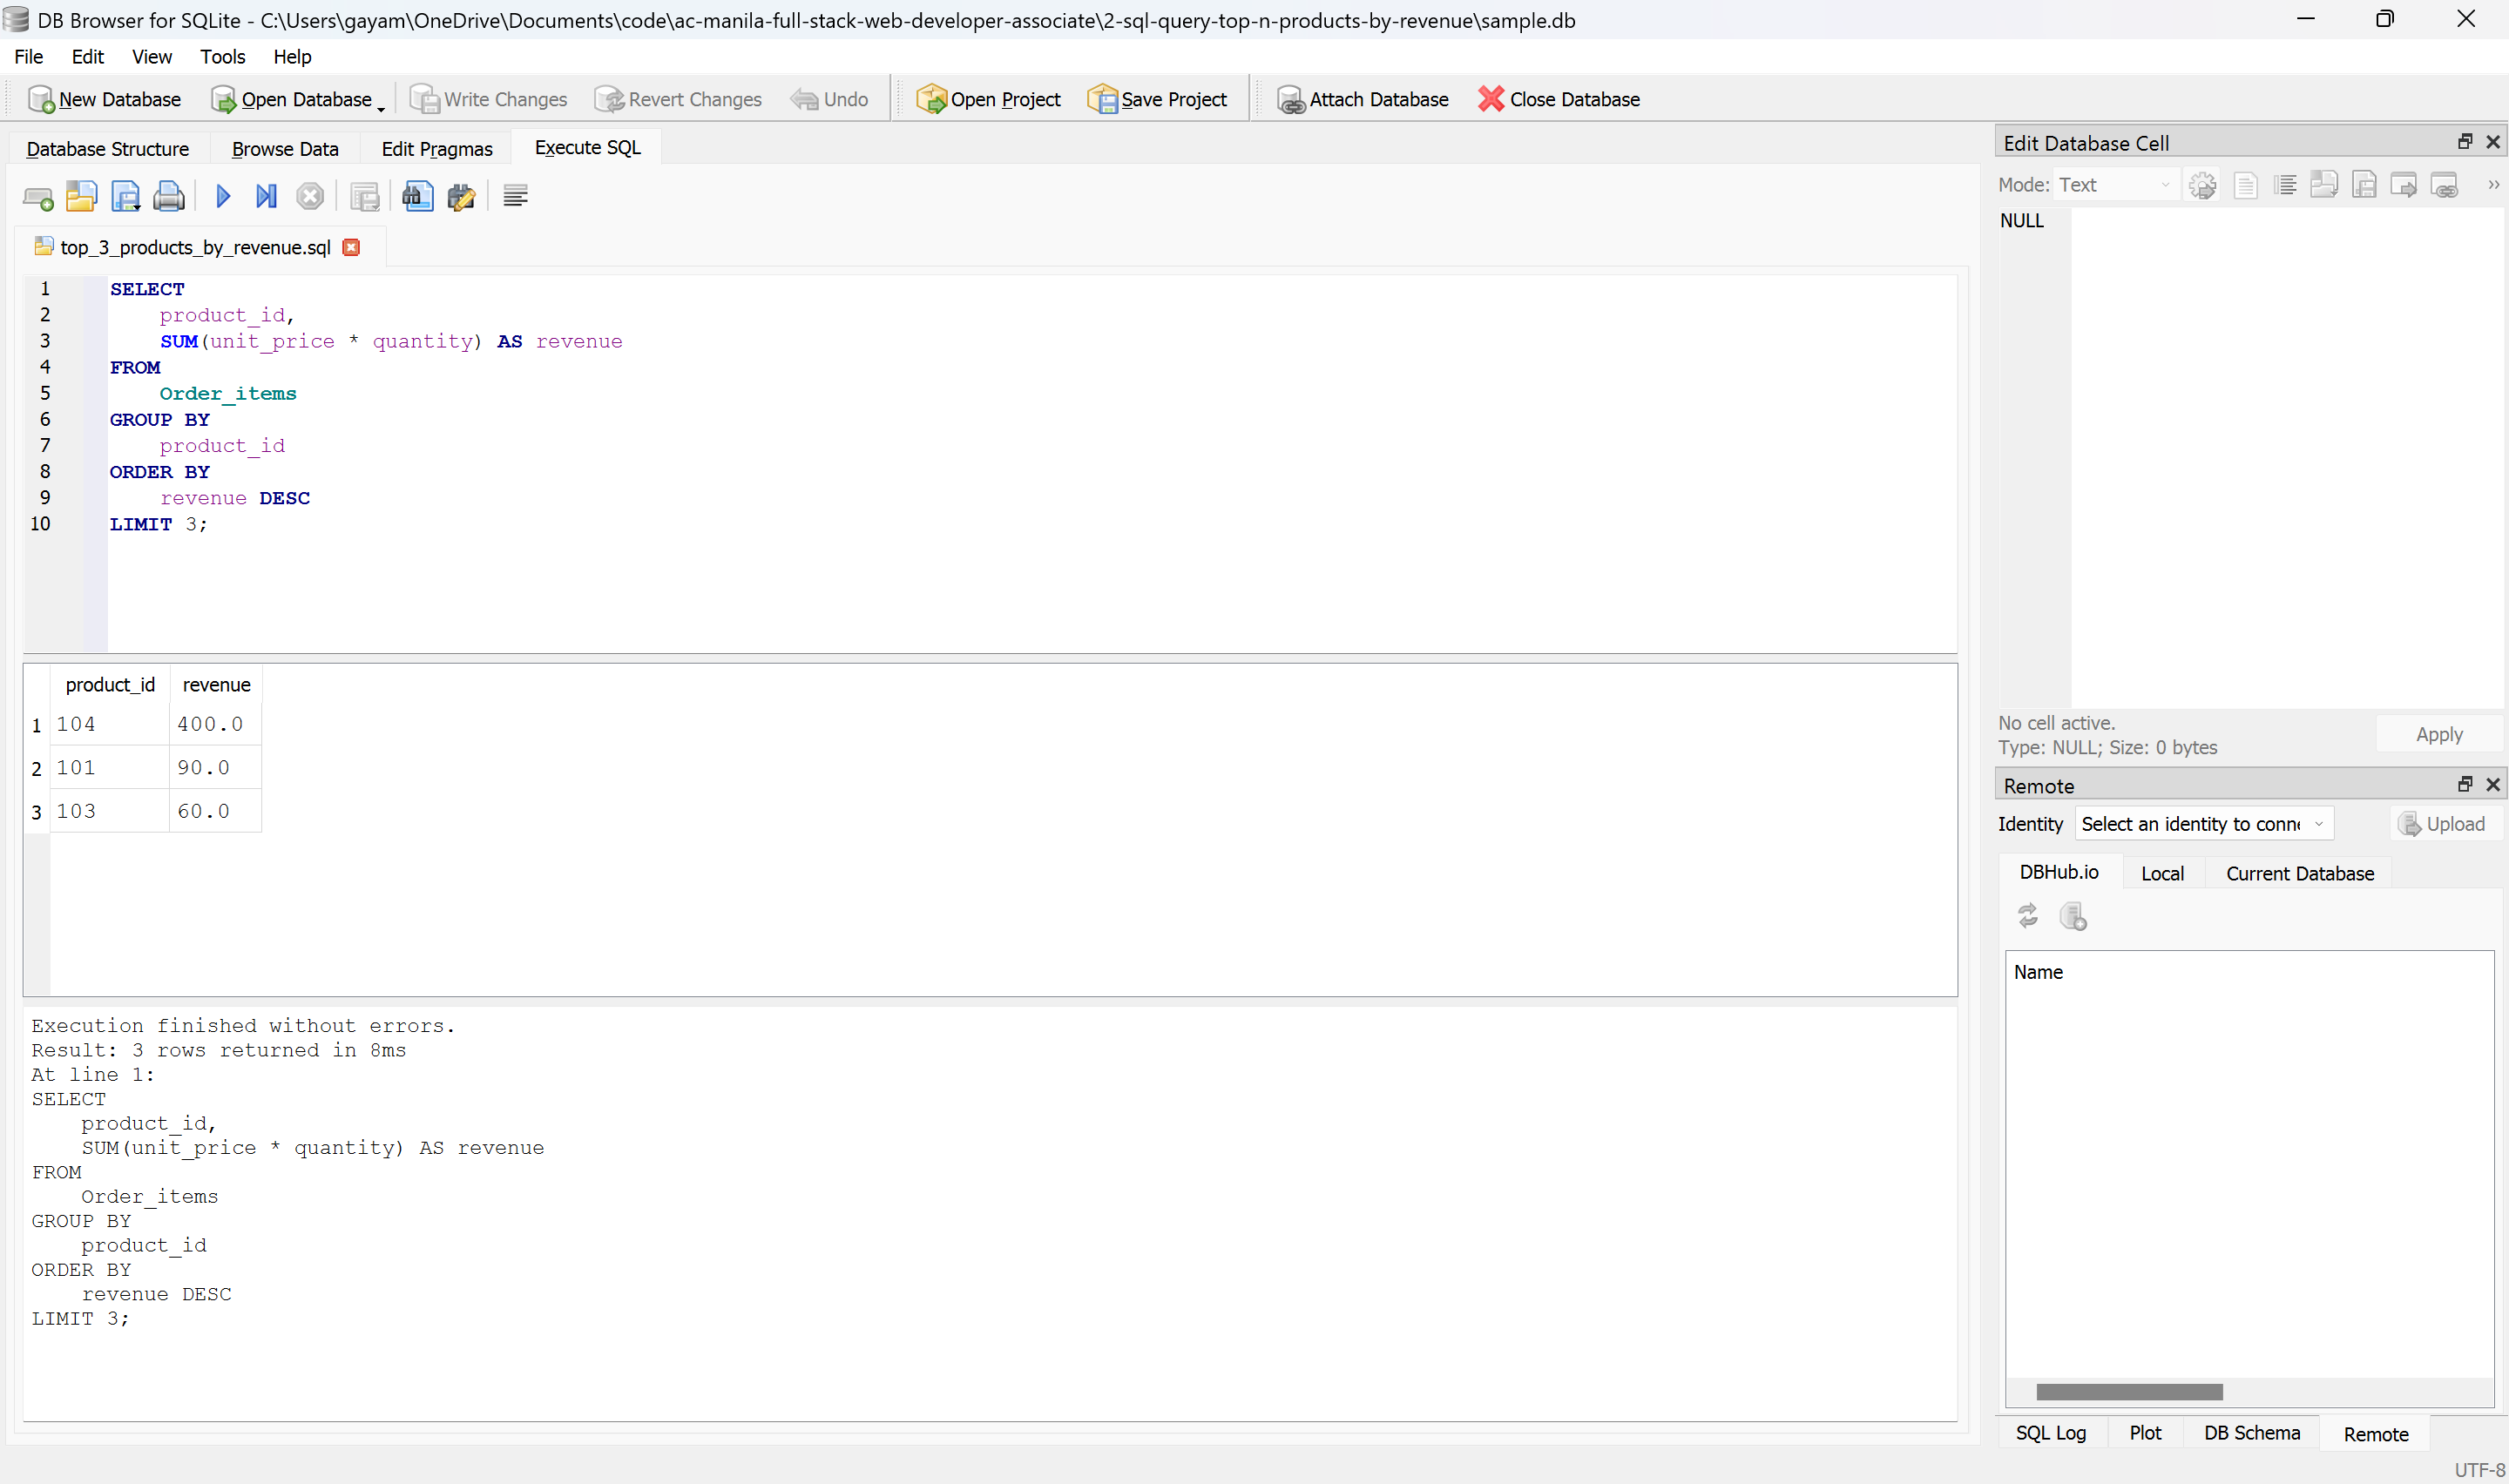 DB Browser for SQLite - C:\Users\gayam\OneDrive\Documents\code\ac-manila-full-stack-web-developer-associate\2-sql-query-top-n-products-by-revenue\sample.db
File Edit View Tools Help
New Database Open Database Write Changes Revert Changes Undo Open Project Save Project Attach Database Close Database
Database Structure Browse Data Edit Pragmas Execute SQL
top_3_products_by_revenue.sql
1 SELECT
2 product_id,
3 SUM(unit_price * quantity) AS revenue
4 FROM
5 Order_items
6 GROUP BY
7 product_id
8 ORDER BY
9 revenue DESC
10 LIMIT 3;
product_id revenue
1 104 400.0
2 101 90.0
3 103 60.0
Execution finished without errors.
Result: 3 rows returned in 8ms
At line 1:
SELECT
product_id,
SUM(unit_price * quantity) AS revenue
FROM
Order_items
GROUP BY
product_id
ORDER BY
revenue DESC
LIMIT 3;
Edit Database Cell
Mode: Text
NULL
No cell active.
Type: NULL; Size: 0 bytes
Apply
Remote
Identity Select an identity to conne Upload
DBHub.io Local Current Database
Name
SQL Log Plot DB Schema Remote
UTF-8